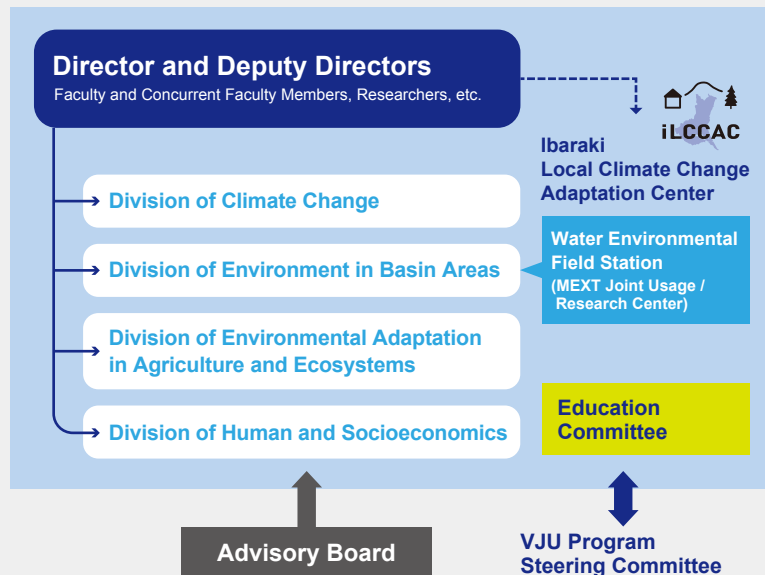 Director and Deputy Directors
Faculty and Concurrent Faculty Members, Researchers, etc.
iLCCAC
Ibaraki
Local Climate Change
Adaptation Center
Division of Climate Change
Water Environmental
Field Station
(MEXT Joint Usage /
Research Center)
Division of Environment in Basin Areas
Division of Environmental Adaptation
in Agriculture and Ecosystems
Education
Committee
Division of Human and Socioeconomics
Advisory Board
VJU Program
Steering Committee